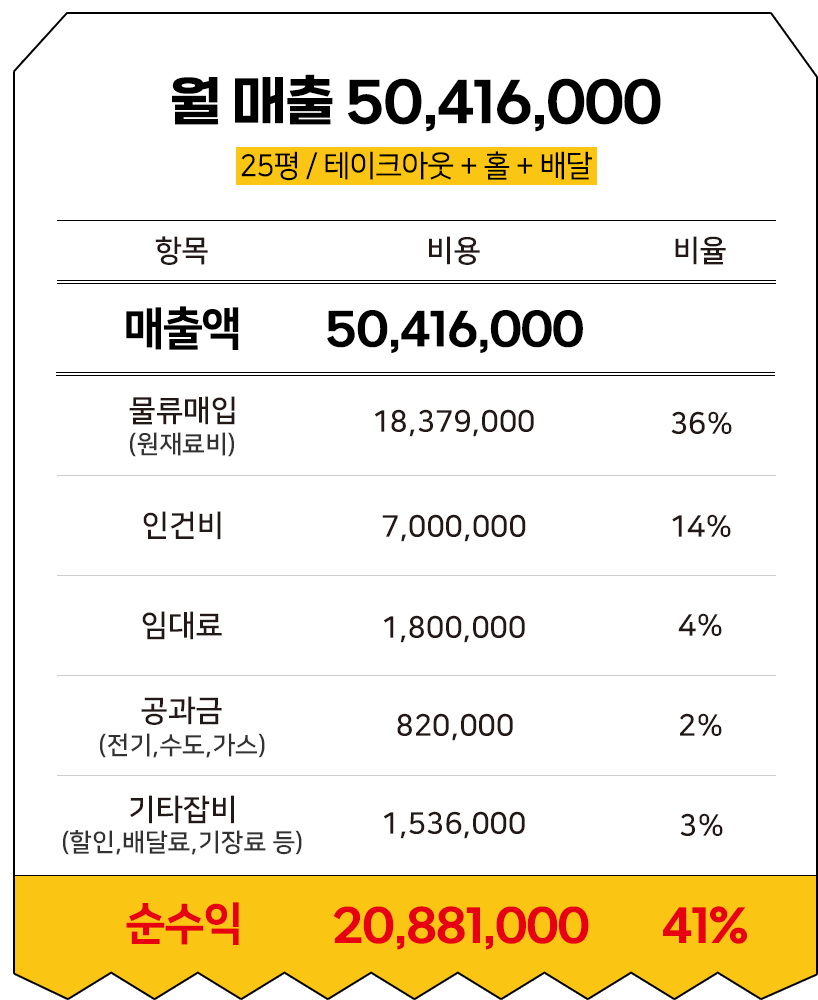 월 매출 50,416,000
25평 / 테이크아웃 + 홀 + 배달
항목 비용 비율
매출액 50,416,000
물류매입
(원재료비) 18,379,000 36%
인건비 7,000,000 14%
임대료 1,800,000 4%
공과금
(전기,수도,가스) 820,000 2%
기타잡비
(할인,배달료,기장료 등) 1,536,000 3%
순수익 20,881,000 41%